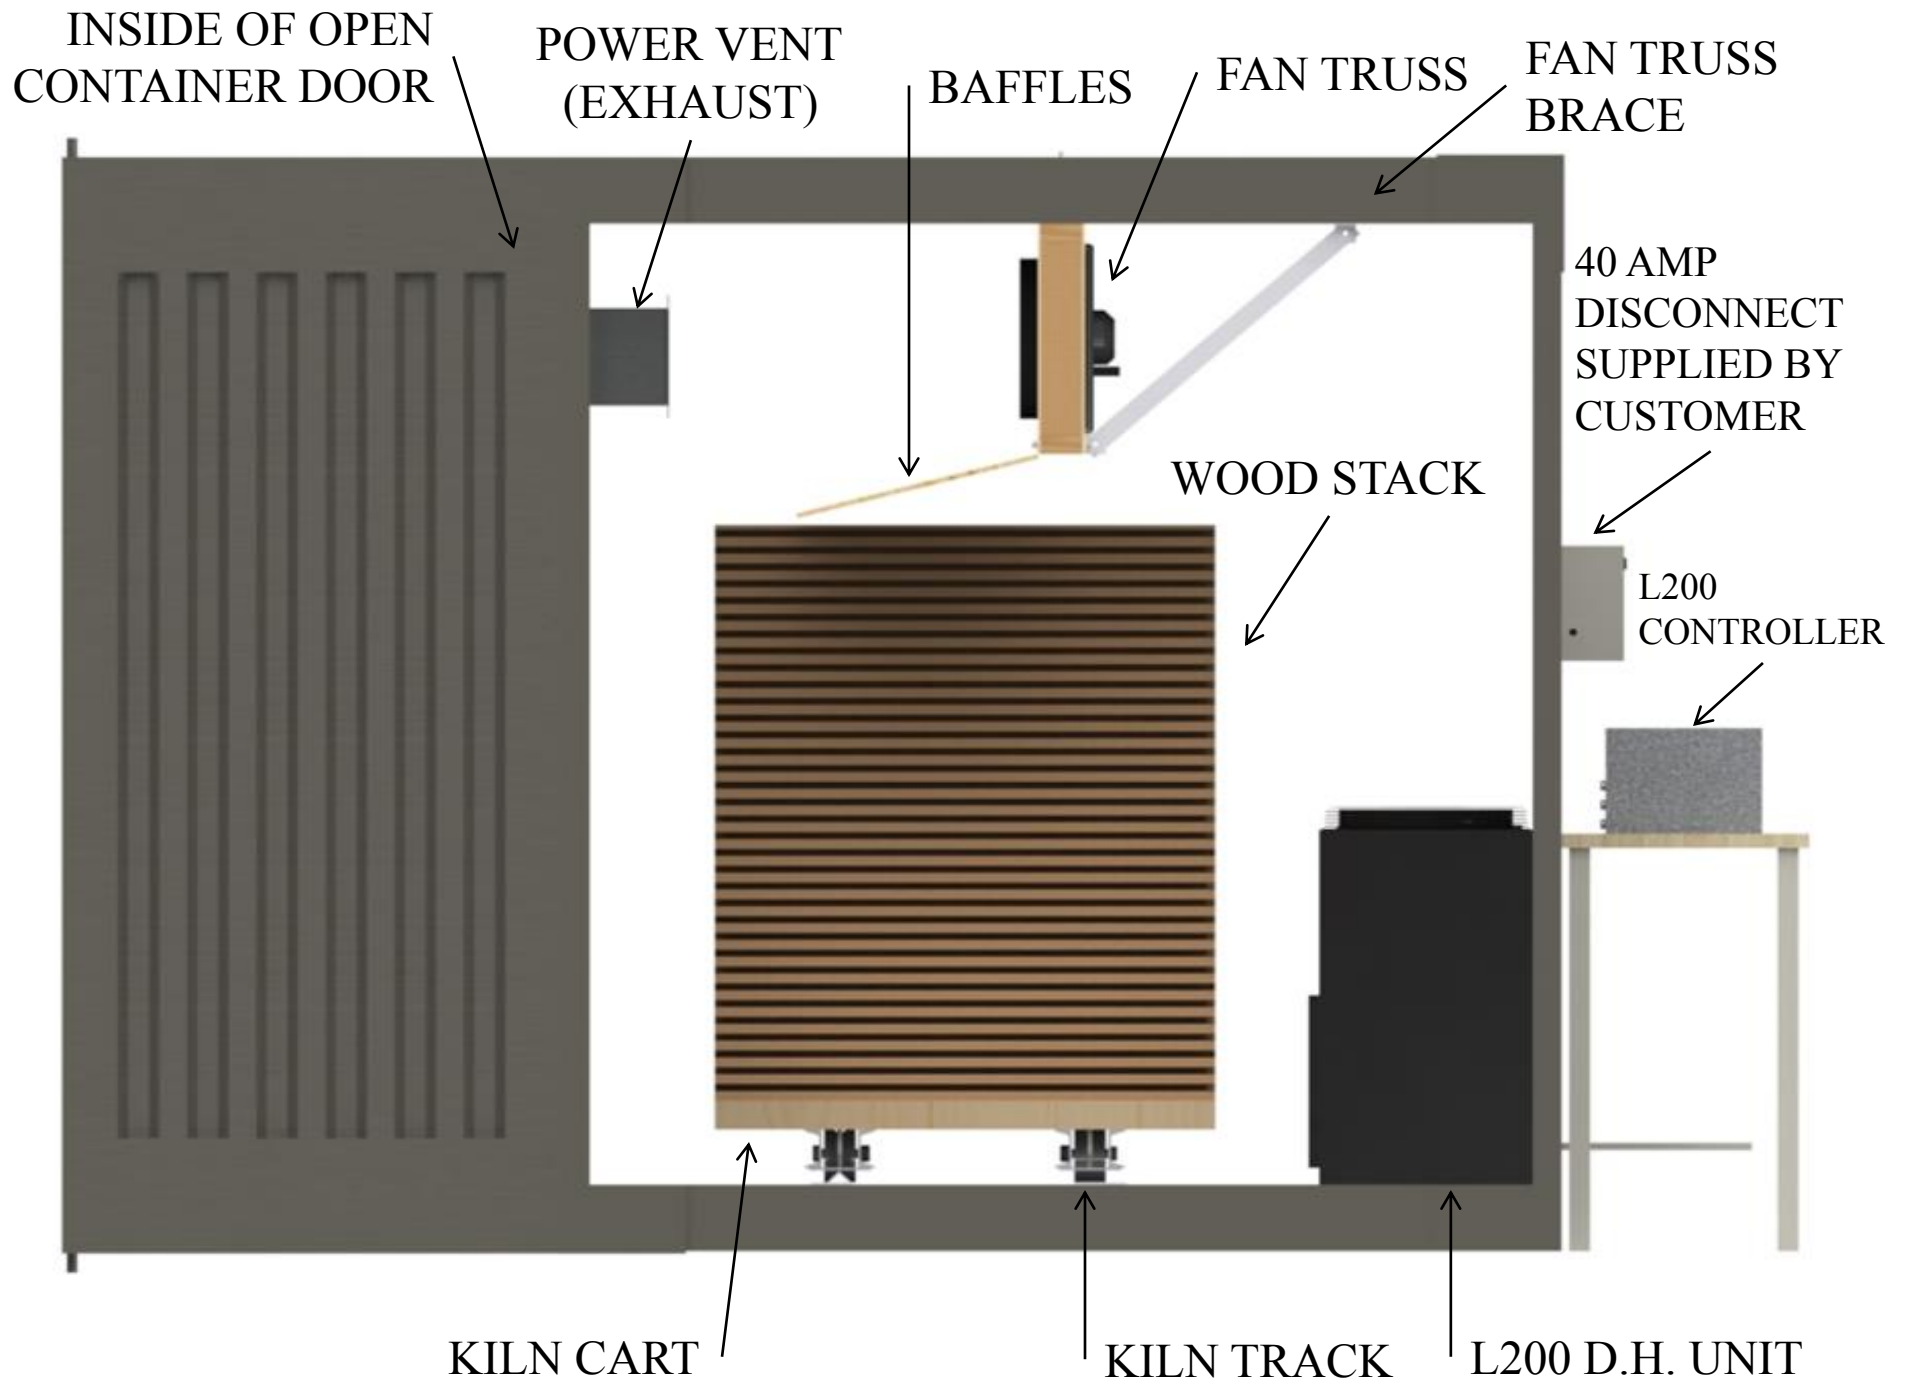 INSIDE OF OPEN
CONTAINER DOOR
POWER VENT
(EXHAUST)
BAFFLES
FAN TRUSS
FAN TRUSS
BRACE
40 AMP
DISCONNECT
SUPPLIED BY
CUSTOMER
WOOD STACK
L200
CONTROLLER
KILN CART
KILN TRACK
L200 D.H. UNIT